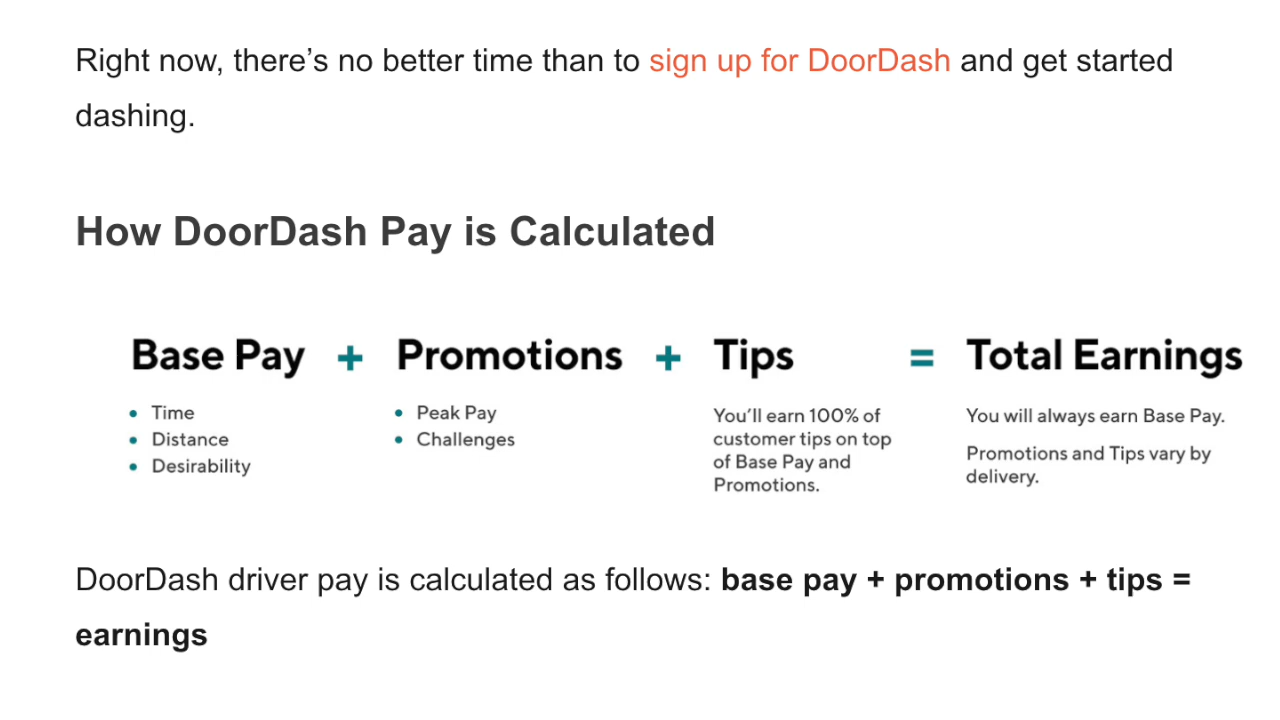 Right now, there’s no better time than to sign up for DoorDash and get started
dashing.
How DoorDash Pay is Calculated
Base Pay + Promotions + Tips = Total Earnings
• Time
• Distance
• Desirability
• Peak Pay
• Challenges
You’ll earn 100% of
customer tips on top
of Base Pay and
Promotions.
You will always earn Base Pay.
Promotions and Tips vary by
delivery.
DoorDash driver pay is calculated as follows: base pay + promotions + tips =
earnings